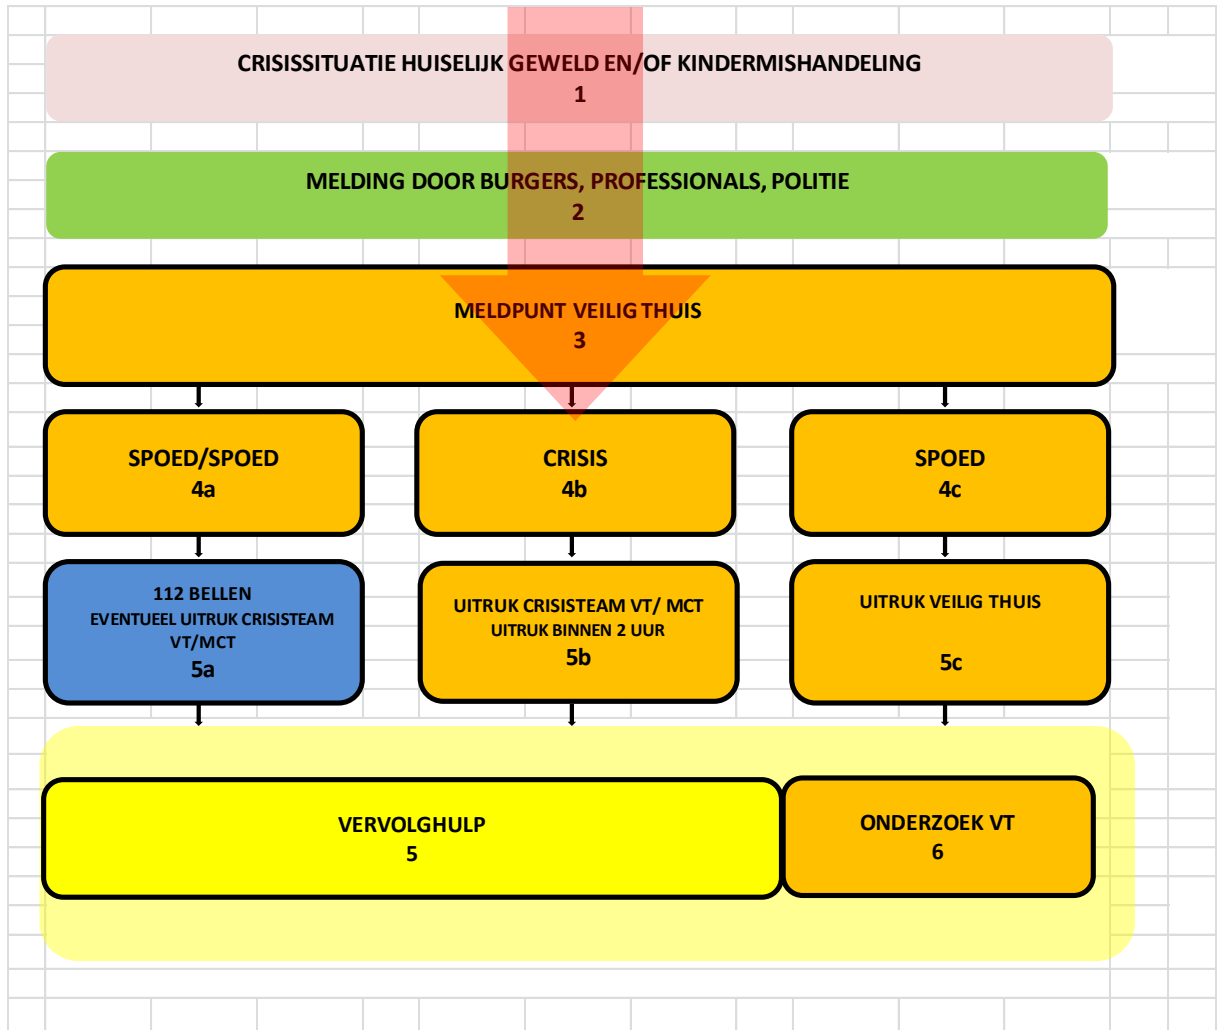 CRISISSITUATIE HUISELIJK GEWELD EN/OF KINDERMISHANDELING
1
MELDING DOOR BURGERS, PROFESSIONALS, POLITIE
2
MELDPUNT VEILIG THUIS
3
SPOED/SPOED
4a
CRISIS
4b
SPOED
4c
112 BELLEN
EVENTUEEL UITRUK CRISISTEAM
VT/MCT
5a
UITRUK CRISISTEAM VT/ MCT
UITRUK BINNEN 2 UUR
5b
UITRUK VEILIG THUIS
5c
VERVOLGHULP
5
ONDERZOEK VT
6